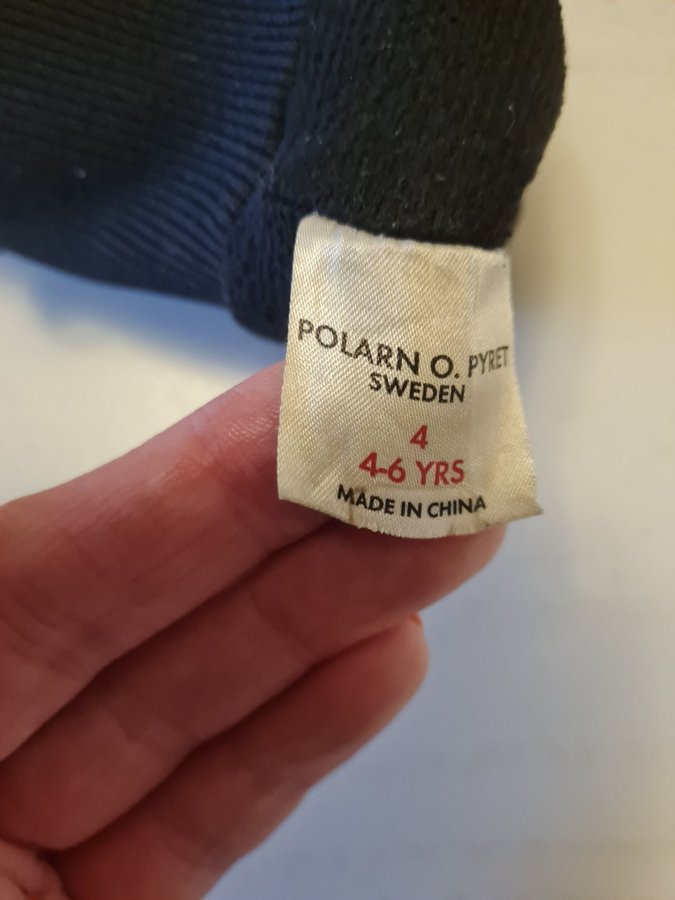 POLARN O. PYRET
SWEDEN
4
4-6 YRS
MADE IN CHINA